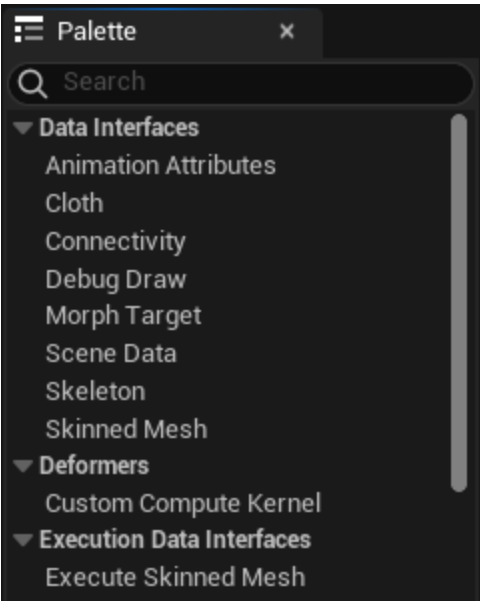 Palette
Search
Data Interfaces
Animation Attributes
Cloth
Connectivity
Debug Draw
Morph Target
Scene Data
Skeleton
Skinned Mesh
Deformers
Custom Compute Kernel
Execution Data Interfaces
Execute Skinned Mesh